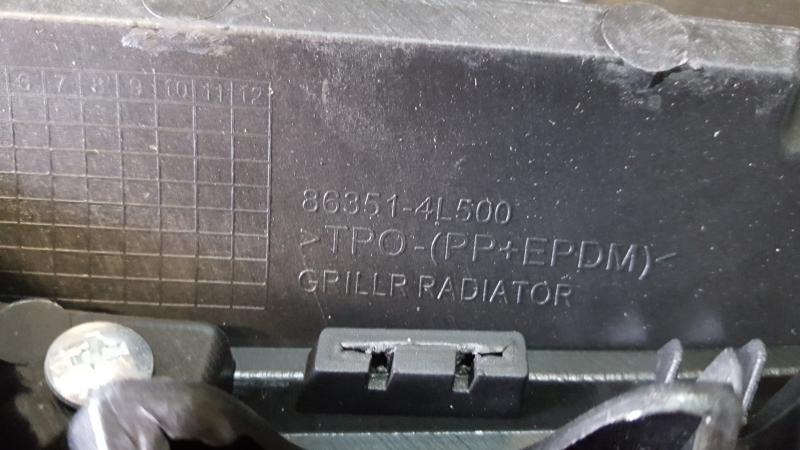 6 7 8 9 10 11 12
86351-4L500
>TPO-(PP+EPDM)<
GRILLR RADIATOR